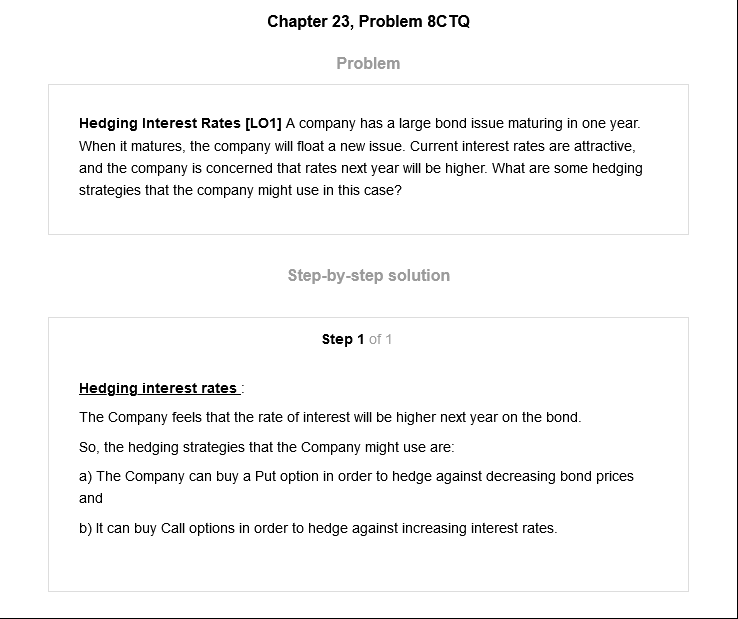 Chapter 23, Problem 8CTQ
Problem
Hedging Interest Rates [LO1] A company has a large bond issue maturing in one year.
When it matures, the company will float a new issue. Current interest rates are attractive,
and the company is concerned that rates next year will be higher. What are some hedging
strategies that the company might use in this case?
Step-by-step solution
Step 1 of 1
Hedging interest rates :
The Company feels that the rate of interest will be higher next year on the bond.
So, the hedging strategies that the Company might use are:
a) The Company can buy a Put option in order to hedge against decreasing bond prices
and
b) It can buy Call options in order to hedge against increasing interest rates.